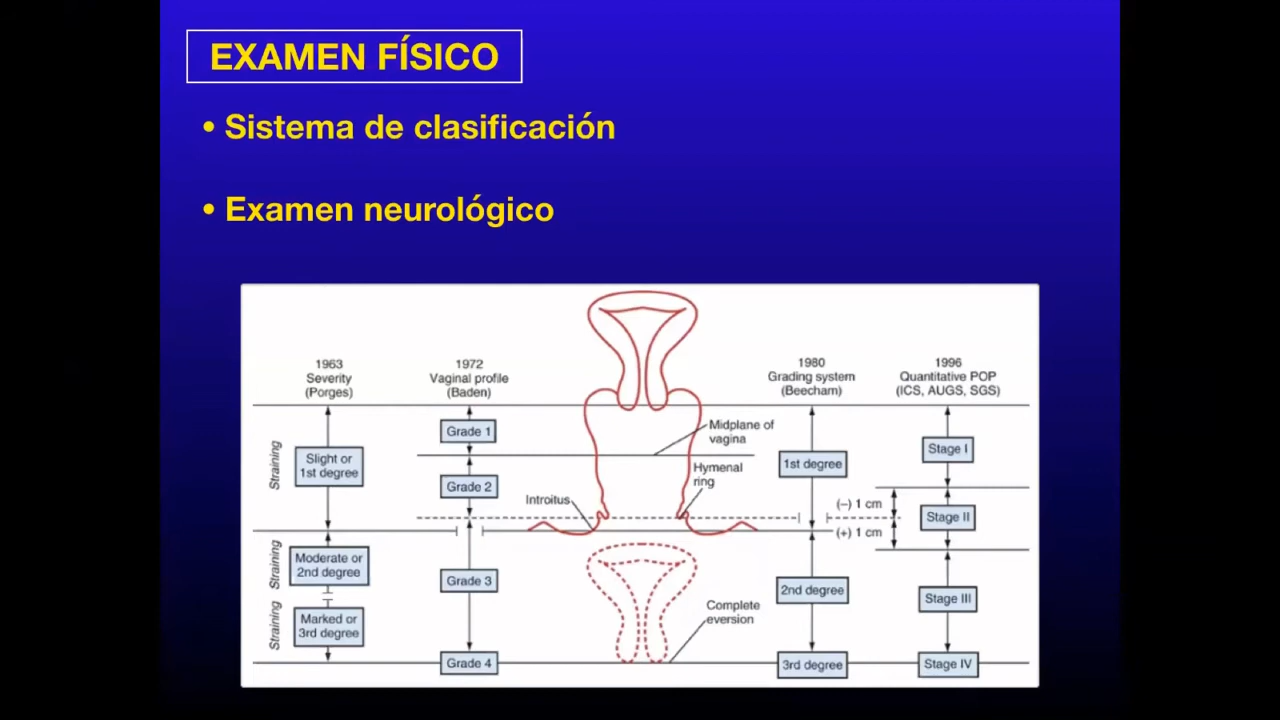 EXAMEN FÍSICO
• Sistema de clasificación
• Examen neurológico
1963
Severity
(Porges)
1972
Vaginal profile
(Baden)
1980
Grading system
(Beecham)
1996
Quantitative POP
(ICS, AUGS, SGS)
Straining
Slight or
1st degree
Straining
Moderate or
2nd degree
Straining
Marked or
3rd degree
Grade 1
Grade 2
Grade 3
Grade 4
Midplane of
vagina
Hymenal
ring
Introitus
Complete
eversion
1st degree
2nd degree
3rd degree
(–) 1 cm
(+) 1 cm
Stage I
Stage II
Stage III
Stage IV